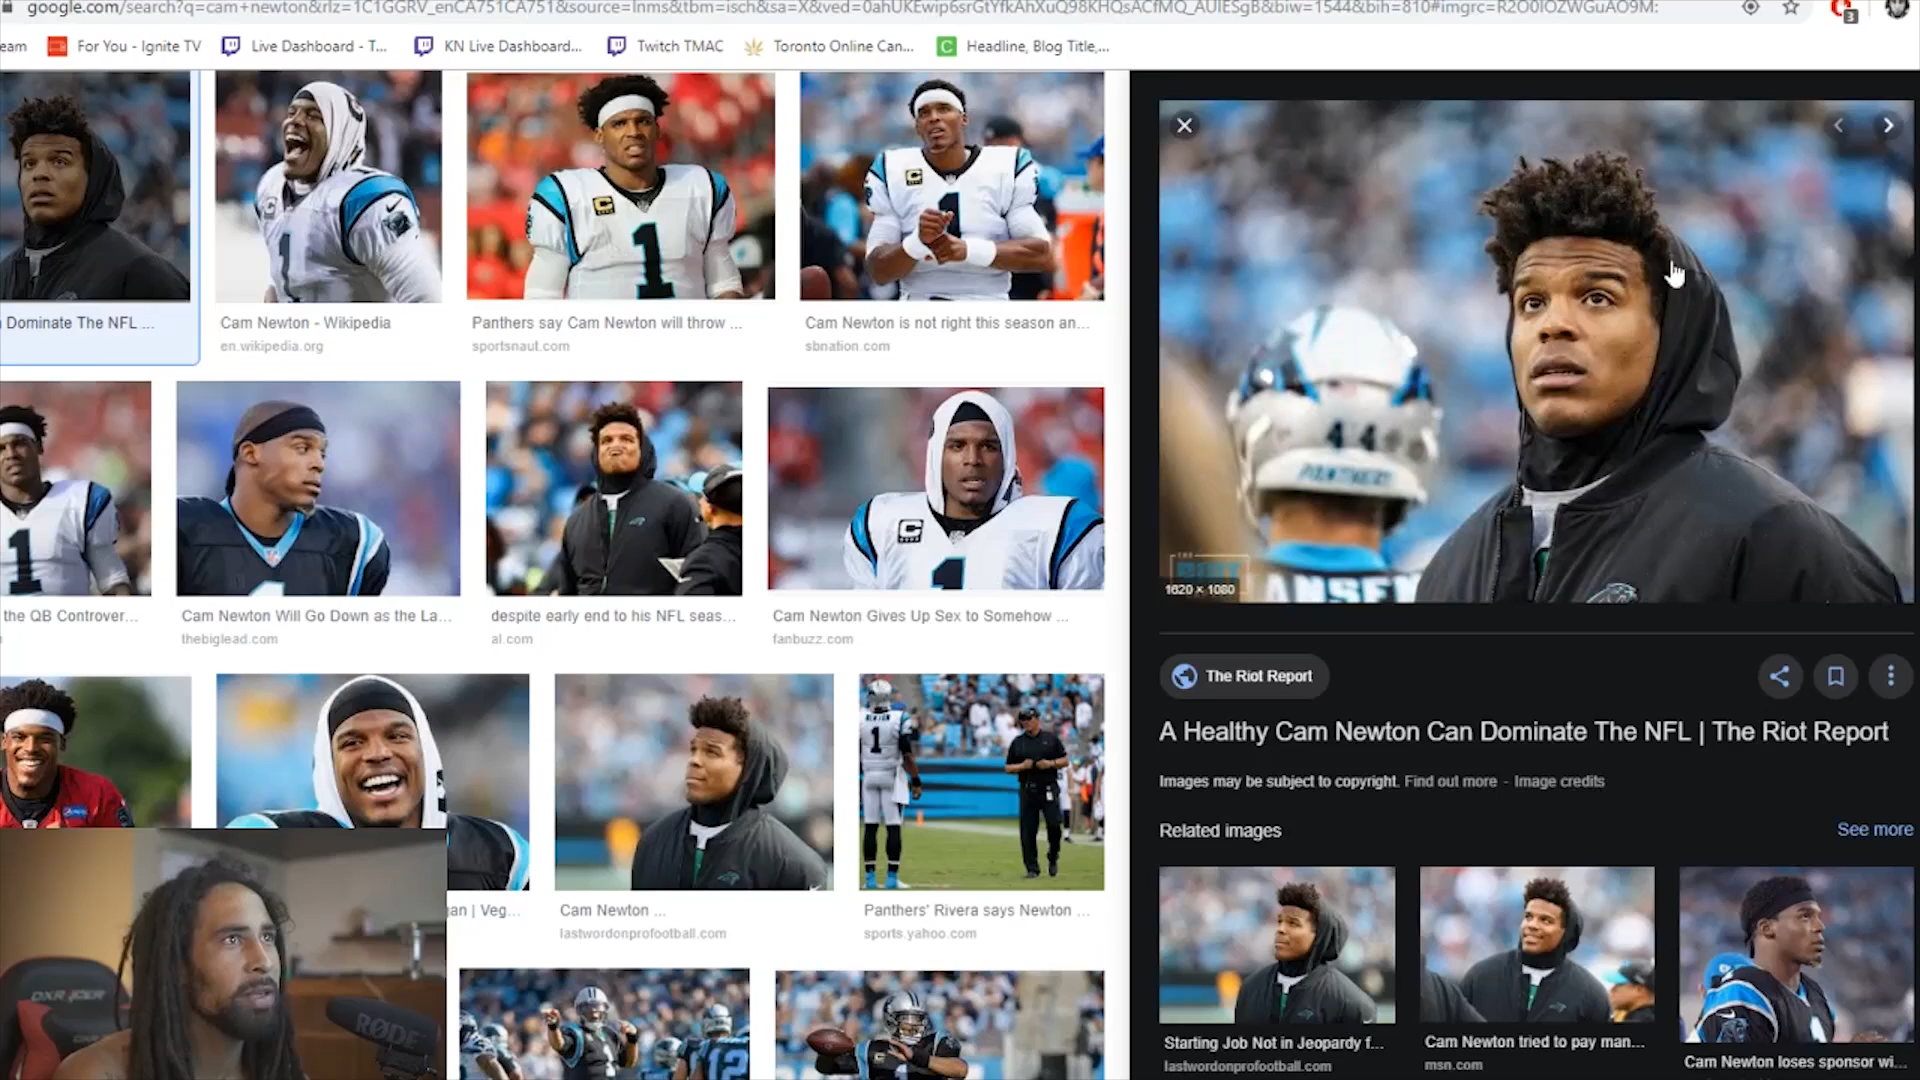 google.com/search?q=cam+newton&rlz=1C1GGRV_enCA751CA751&source=lnms&tbm=isch&sa=X&ved=0ahUKEwip6srGtYfkAhXuQ98KHQsACfMQ_AUIESgB&biw=1544&bih=810#imgrc=R2O0IOZWGuAO9M:
3
eam
For You - Ignite TV
Live Dashboard - T...
KN Live Dashboard...
Twitch TMAC
Toronto Online Can...
C
Headline, Blog Title,...
Dominate The NFL ...
Cam Newton - Wikipedia
en.wikipedia.org
Panthers say Cam Newton will throw ...
sportsnaut.com
Cam Newton is not right this season an...
sbnation.com
the QB Controver...
Cam Newton Will Go Down as the La...
thebiglead.com
despite early end to his NFL seas...
al.com
Cam Newton Gives Up Sex to Somehow ...
fanbuzz.com
an | Veg...
Cam Newton ...
lastwordonprofootball.com
Panthers' Rivera says Newton ...
sports.yahoo.com
44
PANTHERS
1620 × 1080
The Riot Report
A Healthy Cam Newton Can Dominate The NFL | The Riot Report
Images may be subject to copyright. Find out more - Image credits
Related images
See more
Starting Job Not in Jeopardy f...
lastwordonprofootball.com
Cam Newton tried to pay man...
msn.com
Cam Newton loses sponsor wi...
DXRACER
RØDE